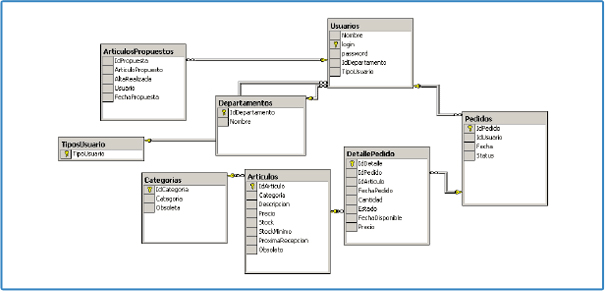 Usuarios
Nombre
login
password
IdDepartamento
TipoUsuario
ArticulosPropuestos
IdPropuesta
ArticuloPropuesto
AltaRealizada
Usuario
FechaPropuesta
Departamentos
IdDepartamento
Nombre
TiposUsuario
TipoUsuario
Pedidos
IdPedido
IdUsuario
Fecha
Status
DetallePedido
IdDetalle
IdPedido
IdArticulo
FechaPedido
Cantidad
Estado
FechaDisponible
Precio
Categorias
IdCategoria
Categoria
Obsoleta
Articulos
IdArticulo
Categoria
Descripcion
Precio
Stock
StockMinimo
ProximaRecepcion
Obsoleto